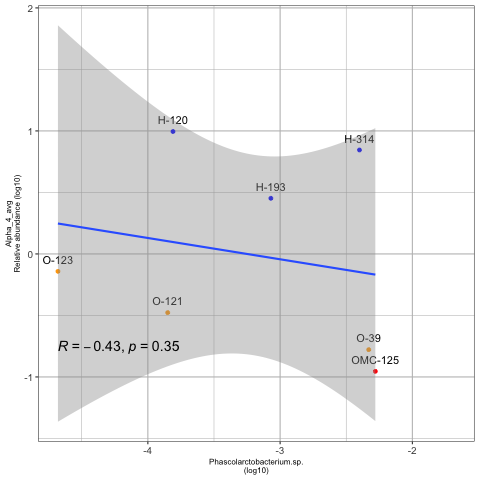 2
H-120
1
H-314
H-193
Alpha_4_avg
Relative abundance (log10)
0
O-123
O-121
R = −0.43, p = 0.35
O-39
OMC-125
-1
-4
-3
-2
Phascolarctobacterium.sp.
(log10)